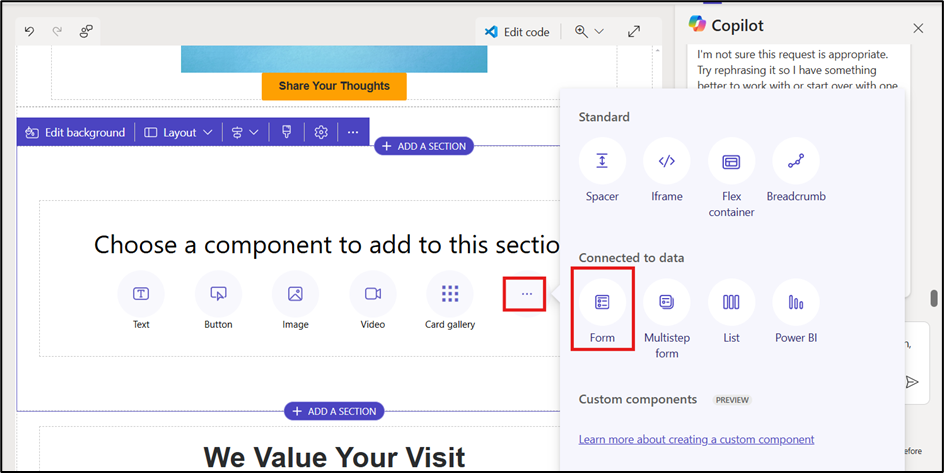 Edit code
Copilot
I'm not sure this request is appropriate.
Try rephrasing it so I have something
better to work with or start over with one
Share Your Thoughts
Edit background
Layout
ADD A SECTION
Choose a component to add to this sectio
Text
Button
Image
Video
Card gallery
Standard
Spacer
Iframe
Flex
container
Breadcrumb
Connected to data
Form
Multistep
form
List
Power BI
Custom components
PREVIEW
Learn more about creating a custom component
ADD A SECTION
We Value Your Visit
n,
efore